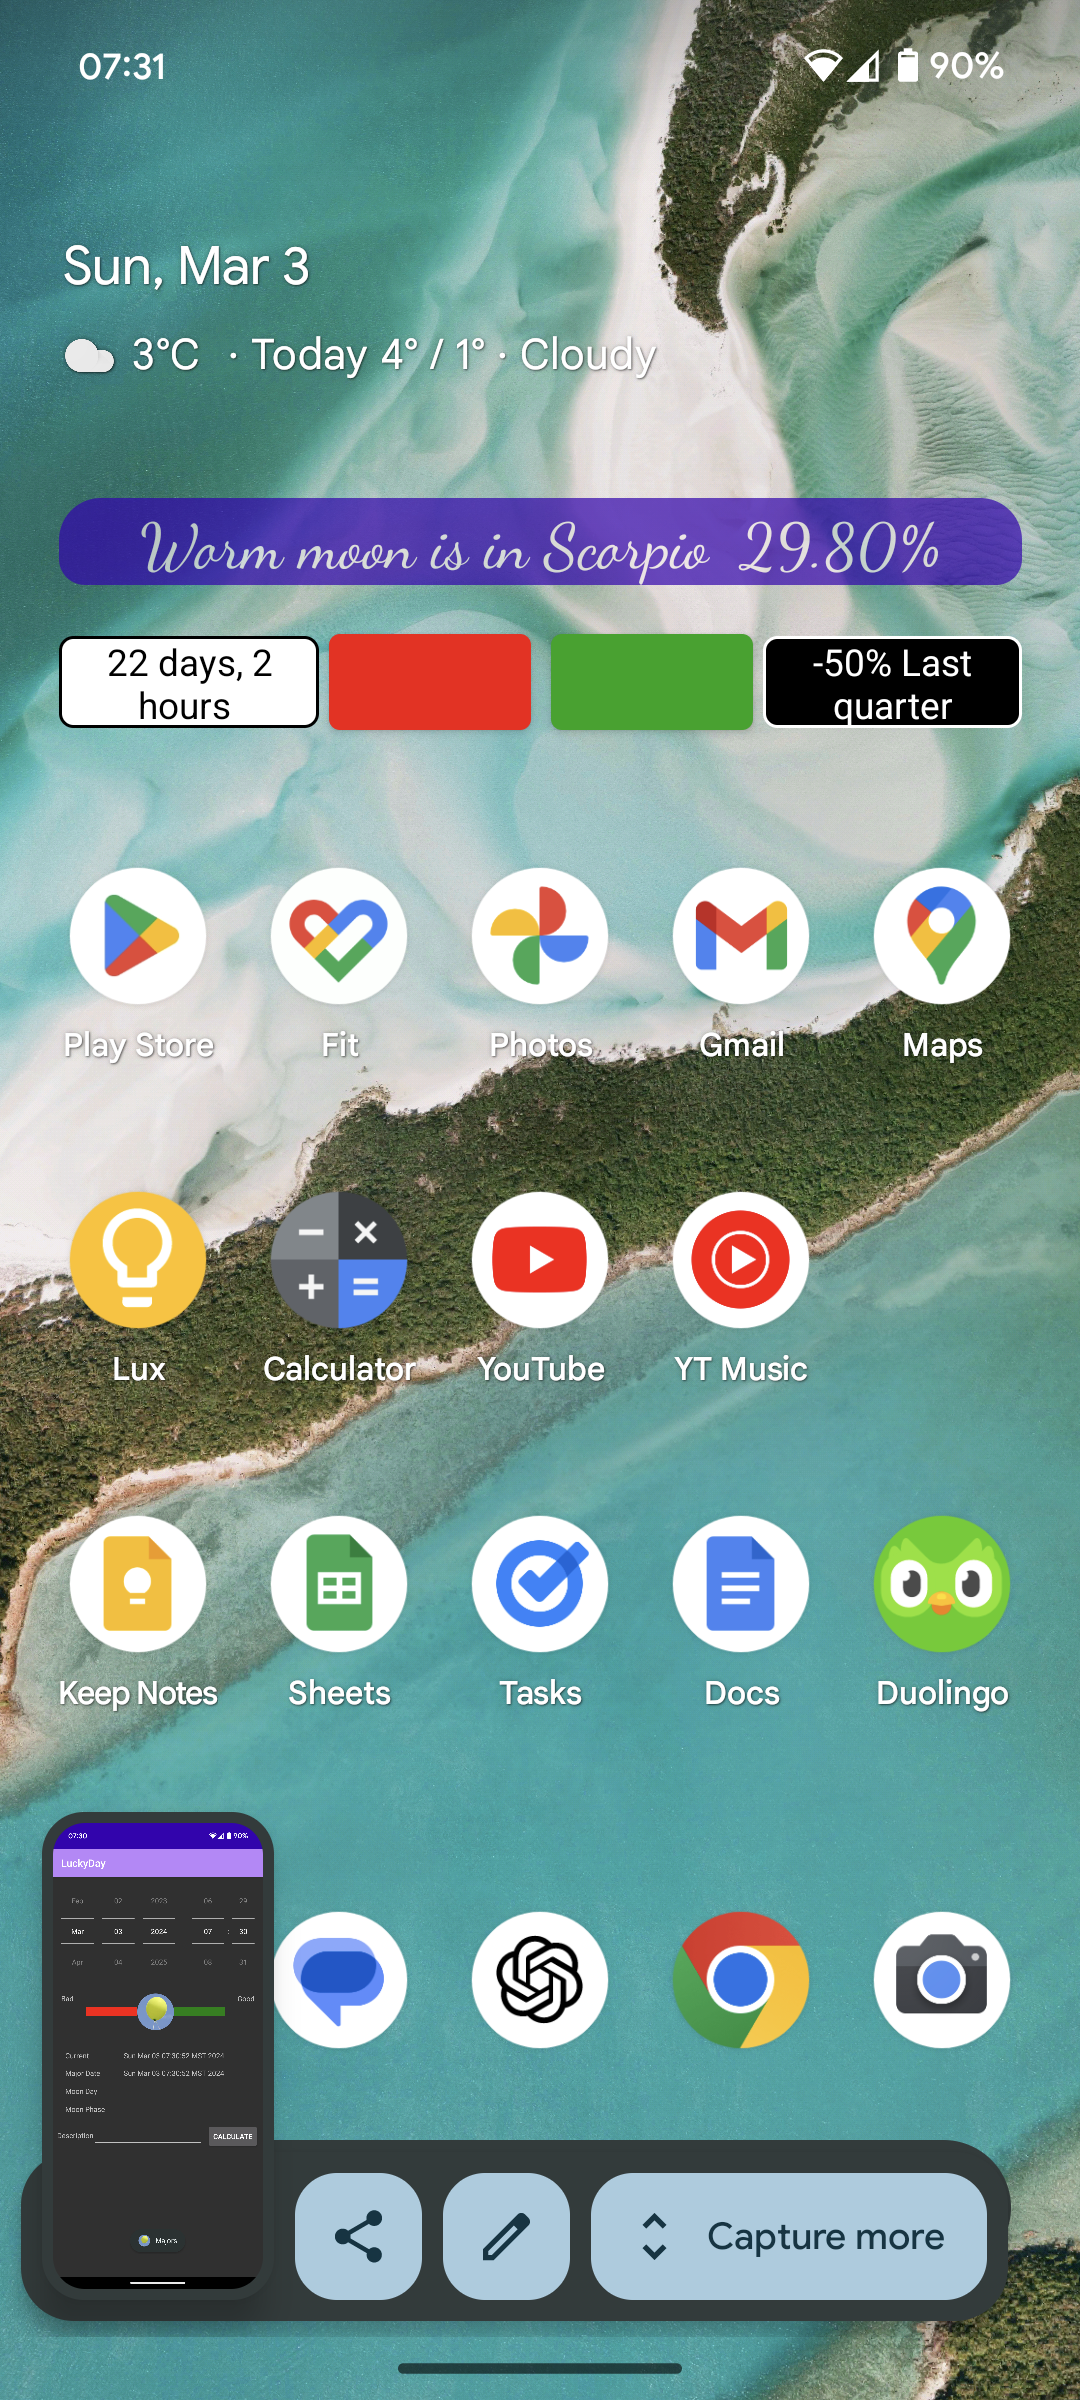 07:31
90%
Sun, Mar 3
3°C · Today 4° / 1° · Cloudy
Worm moon is in Scorpio 29.80%
22 days, 2
hours
-50% Last
quarter
Play Store
Fit
Photos
Gmail
Maps
Lux
Calculator
YouTube
YT Music
Keep Notes
Sheets
Tasks
Docs
Duolingo
07:30
90%
LuckyDay
Feb 02 2023 06 29
Mar 03 2024 07 : 30
Apr 04 2025 08 31
Bad
Good
Current Sun Mar 03 07:30:52 MST 2024
Major Date Sun Mar 03 07:30:52 MST 2024
Moon Day
Moon Phase
Description
CALCULATE
Majors
Capture more